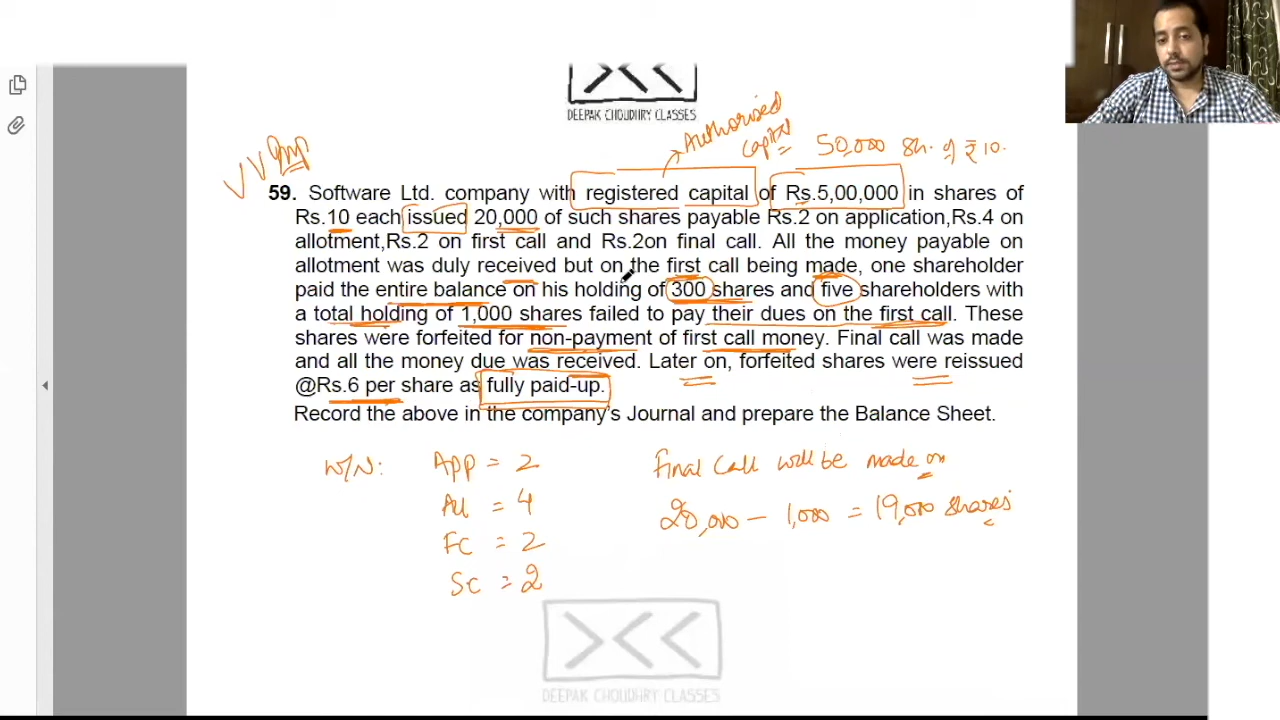 DEEPAK CHOUDHRY CLASSES
Authorised
Capital
50,000 Sh. of ₹ 10.
VV Imp
59. Software Ltd. company with registered capital of Rs.5,00,000 in shares of
Rs.10 each issued 20,000 of such shares payable Rs.2 on application,Rs.4 on
allotment,Rs.2 on first call and Rs.2on final call. All the money payable on
allotment was duly received but on the first call being made, one shareholder
paid the entire balance on his holding of 300 shares and five shareholders with
a total holding of 1,000 shares failed to pay their dues on the first call. These
shares were forfeited for non-payment of first call money. Final call was made
and all the money due was received. Later on, forfeited shares were reissued
@Rs.6 per share as fully paid-up.
Record the above in the company's Journal and prepare the Balance Sheet.
W/N: App = 2
All = 4
FC = 2
SC = 2
Final Call will be made on
20,000 - 1,000 = 19,000 shares
DEEPAK CHOUDHRY CLASSES